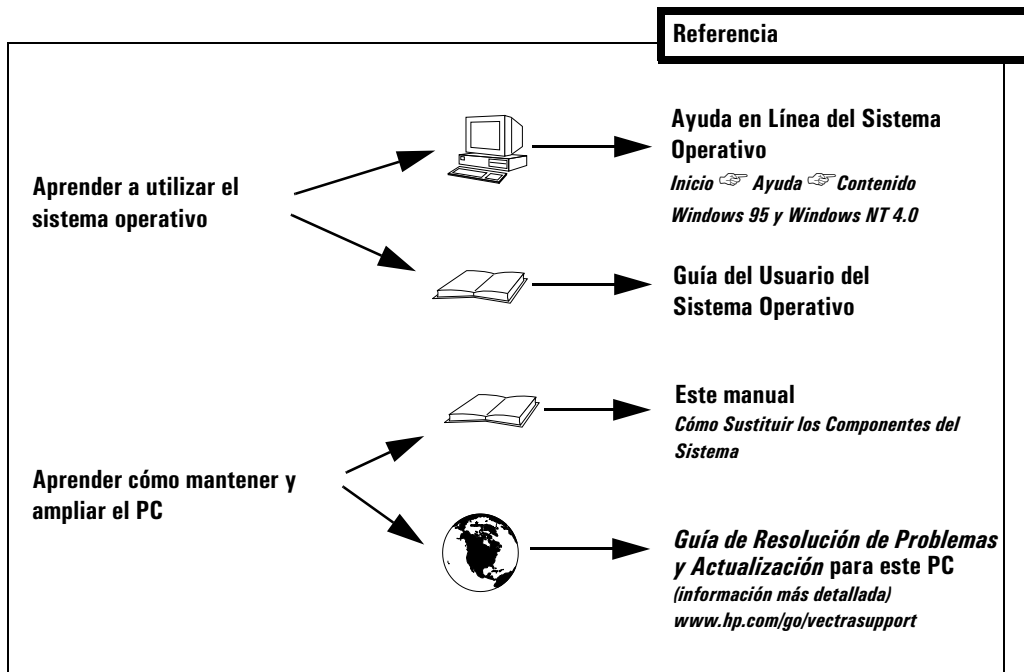 Referencia
Aprender a utilizar el
sistema operativo
Ayuda en Línea del Sistema
Operativo
Inicio ☞ Ayuda ☞ Contenido
Windows 95 y Windows NT 4.0
Guía del Usuario del
Sistema Operativo
Aprender cómo mantener y
ampliar el PC
Este manual
Cómo Sustituir los Componentes del
Sistema
Guía de Resolución de Problemas
y Actualización para este PC
(información más detallada)
www.hp.com/go/vectrasupport